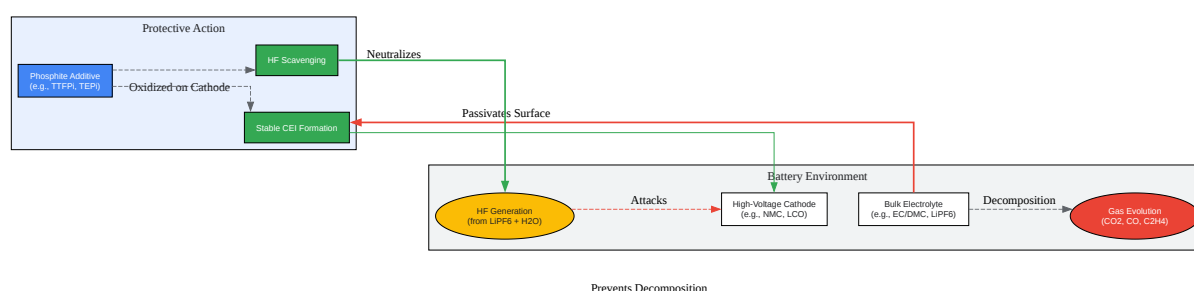 Protective Action
Phosphite Additive
(e.g., TTFPi, TEPi)
HF Scavenging
Neutralizes
Oxidized on Cathode
Stable CEI Formation
Passivates Surface
Battery Environment
HF Generation
(from LiPF6 + H2O)
Attacks
High-Voltage Cathode
(e.g., NMC, LCO)
Bulk Electrolyte
(e.g., EC/DMC, LiPF6)
Decomposition
Gas Evolution
(CO2, CO, C2H4)
Prevents Decomposition